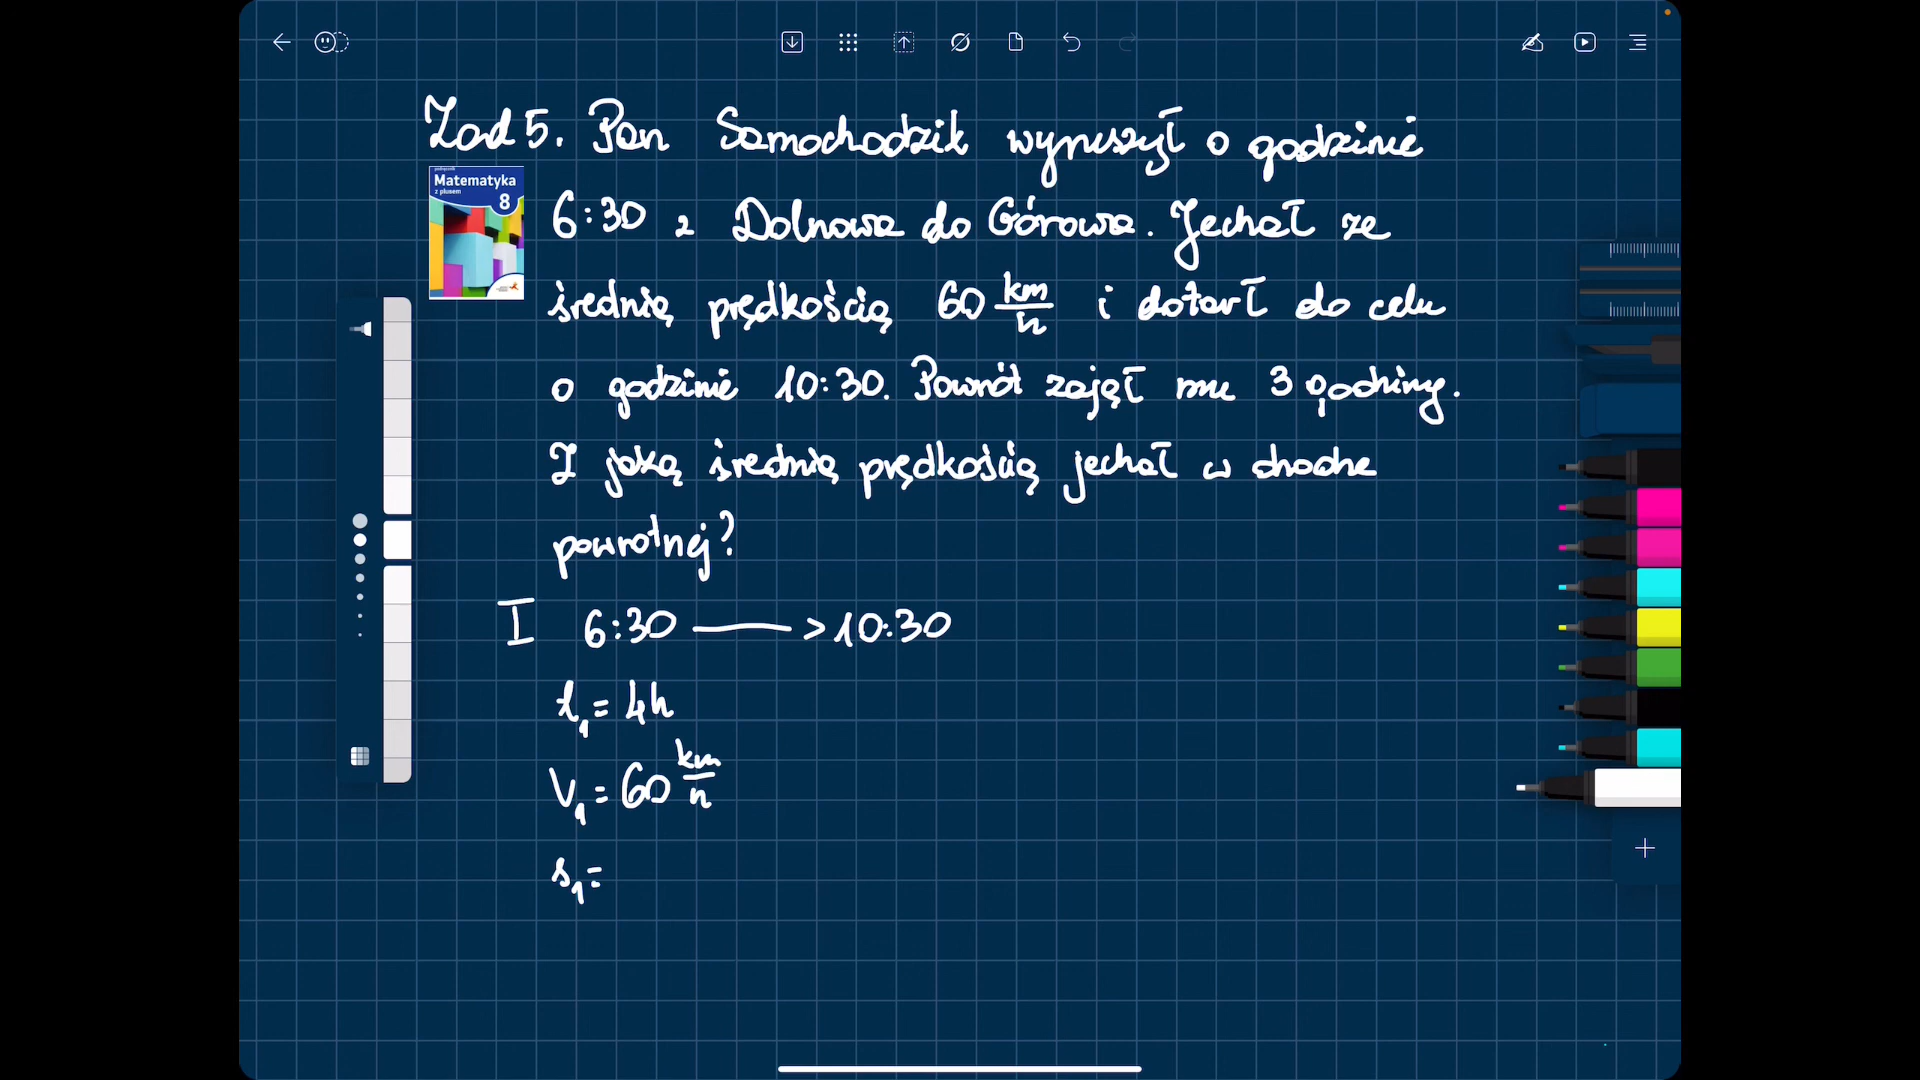 Zad 5. Pan Samochodzik wyruszył o godzinie
podręcznik
Matematyka
z plusem
8
6:30 z Dolnowa do Górowa. Jechał ze
średnią prędkością 60 km/h i dotarł do celu
o godzinie 10:30. Powrót zajął mu 3 godziny.
Z jaką średnią prędkością jechał w drodze
powrotnej?
I 6:30 ⟶ 10:30
t₁ = 4h
V₁ = 60 km/h
s₁ =